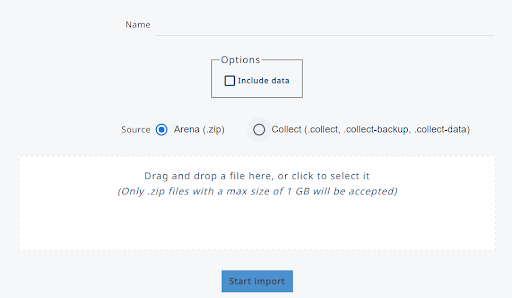 Name
Options
Include data
Source Arena (.zip) Collect (.collect, .collect-backup, .collect-data)
Drag and drop a file here, or click to select it
(Only .zip files with a max size of 1 GB will be accepted)
Start import